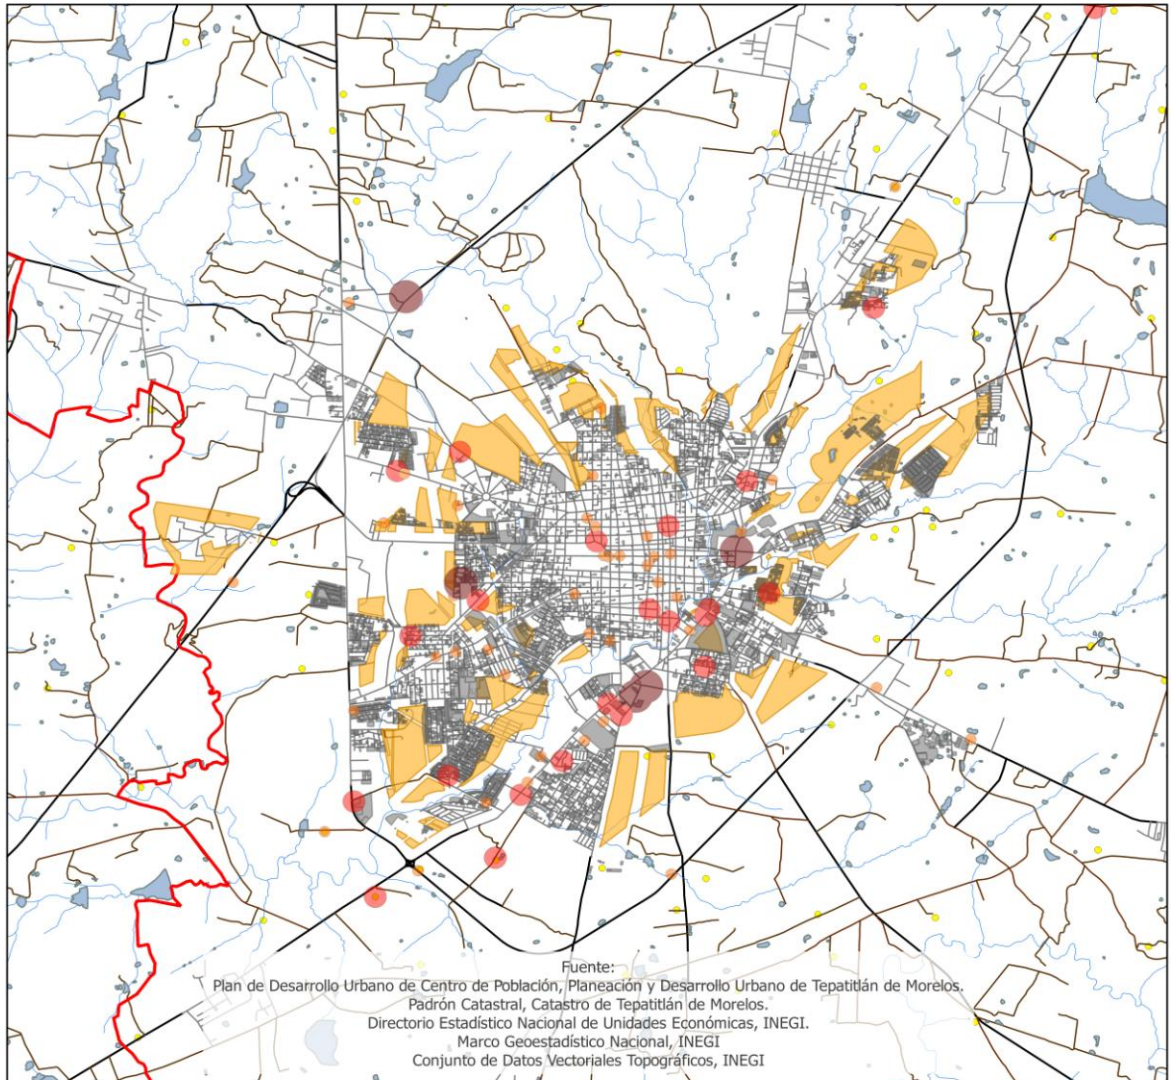 Fuente:
Plan de Desarrollo Urbano de Centro de Población, Planeación y Desarrollo Urbano de Tepatitlán de Morelos.
Padrón Catastral, Catastro de Tepatitlán de Morelos.
Directorio Estadístico Nacional de Unidades Económicas, INEGI.
Marco Geoestadístico Nacional, INEGI
Conjunto de Datos Vectoriales Topográficos, INEGI